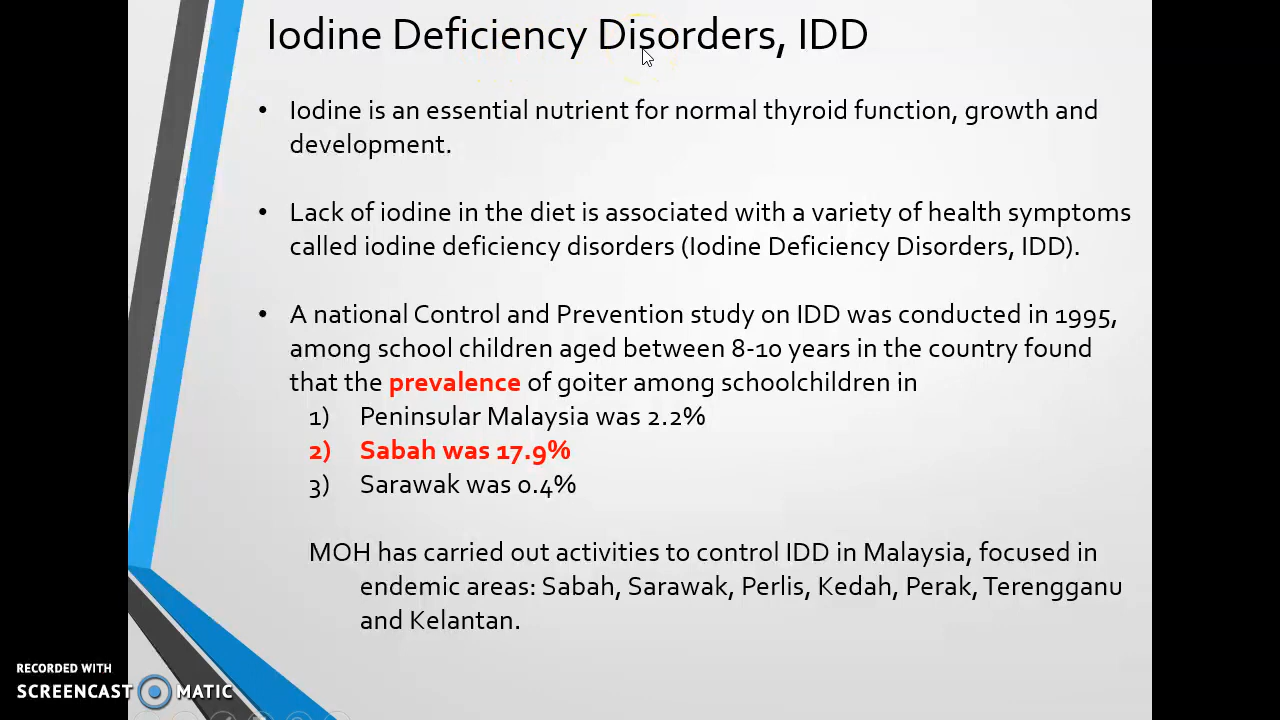 Iodine Deficiency Disorders, IDD
• Iodine is an essential nutrient for normal thyroid function, growth and
development.
• Lack of iodine in the diet is associated with a variety of health symptoms
called iodine deficiency disorders (Iodine Deficiency Disorders, IDD).
• A national Control and Prevention study on IDD was conducted in 1995,
among school children aged between 8-10 years in the country found
that the prevalence of goiter among schoolchildren in
1) Peninsular Malaysia was 2.2%
2) Sabah was 17.9%
3) Sarawak was 0.4%
MOH has carried out activities to control IDD in Malaysia, focused in
endemic areas: Sabah, Sarawak, Perlis, Kedah, Perak, Terengganu
and Kelantan.
RECORDED WITH
SCREENCAST MATIC